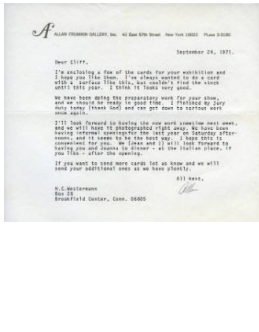 ALLAN FRUMKIN GALLERY, Inc. 41 East 57th Street New York 10022 Phone
September 24, 1971.
Dear Cliff,
I'm enclosing a few of the cards for your exhibition and
I hope you like them. I've always wanted to do a card
with a surface like this, but couldn't find the stock
until this year. I think it looks very good.
We have been doing the preparatory work for your show,
and we should be ready in good time. I finished my jury
duty today (thank God) and can get down to serious work
once again.
I'll look forward to having the new work sometime next week,
and we will have it photographed right away. We have been
having informal openings for the last year on Saturday after-
noons, and it seems to be the best way. I hope this is
convenient for you. We (Jean and I) will look forward to
having you and Joanna to dinner - at the Italian place, if
you like - after the opening.
If you want to send more cards let us know and we will
send your additional ones as we have plenty.
All best,
Allan
H.C.Westermann
Box 28
Brookfield Center, Conn. 06805